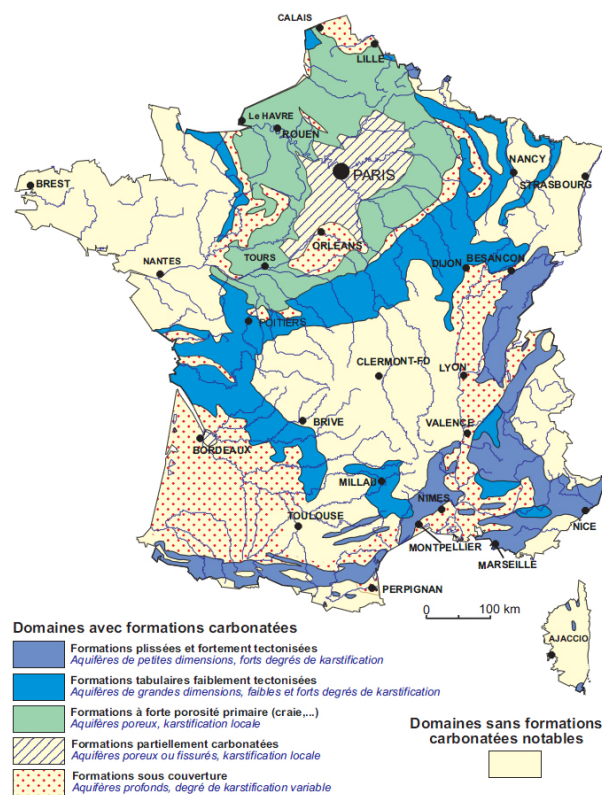 CALAIS
LILLE
Le HAVRE
ROUEN
NANCY
PARIS
STRASBOURG
BREST
ORLÉANS
TOURS
DIJON
BESANCON
NANTES
POITIERS
CLERMONT-FD
LYON
BRIVE
VALENCE
BORDEAUX
MILLAU
NIMES
TOULOUSE
NICE
MONTPELLIER
MARSEILLE
PERPIGNAN
0 100 km
AJACCIO
Domaines avec formations carbonatées
Formations plissées et fortement tectonisées
Aquifères de petites dimensions, forts degrés de karstification
Formations tabulaires faiblement tectonisées
Aquifères de grandes dimensions, faibles et forts degrés de karstification
Formations à forte porosité primaire (craie,...)
Aquifères poreux, karstification locale
Formations partiellement carbonatées
Aquifères poreux ou fissurés, karstification locale
Formations sous couverture
Aquifères profonds, degré de karstification variable
Domaines sans formations
carbonatées notables